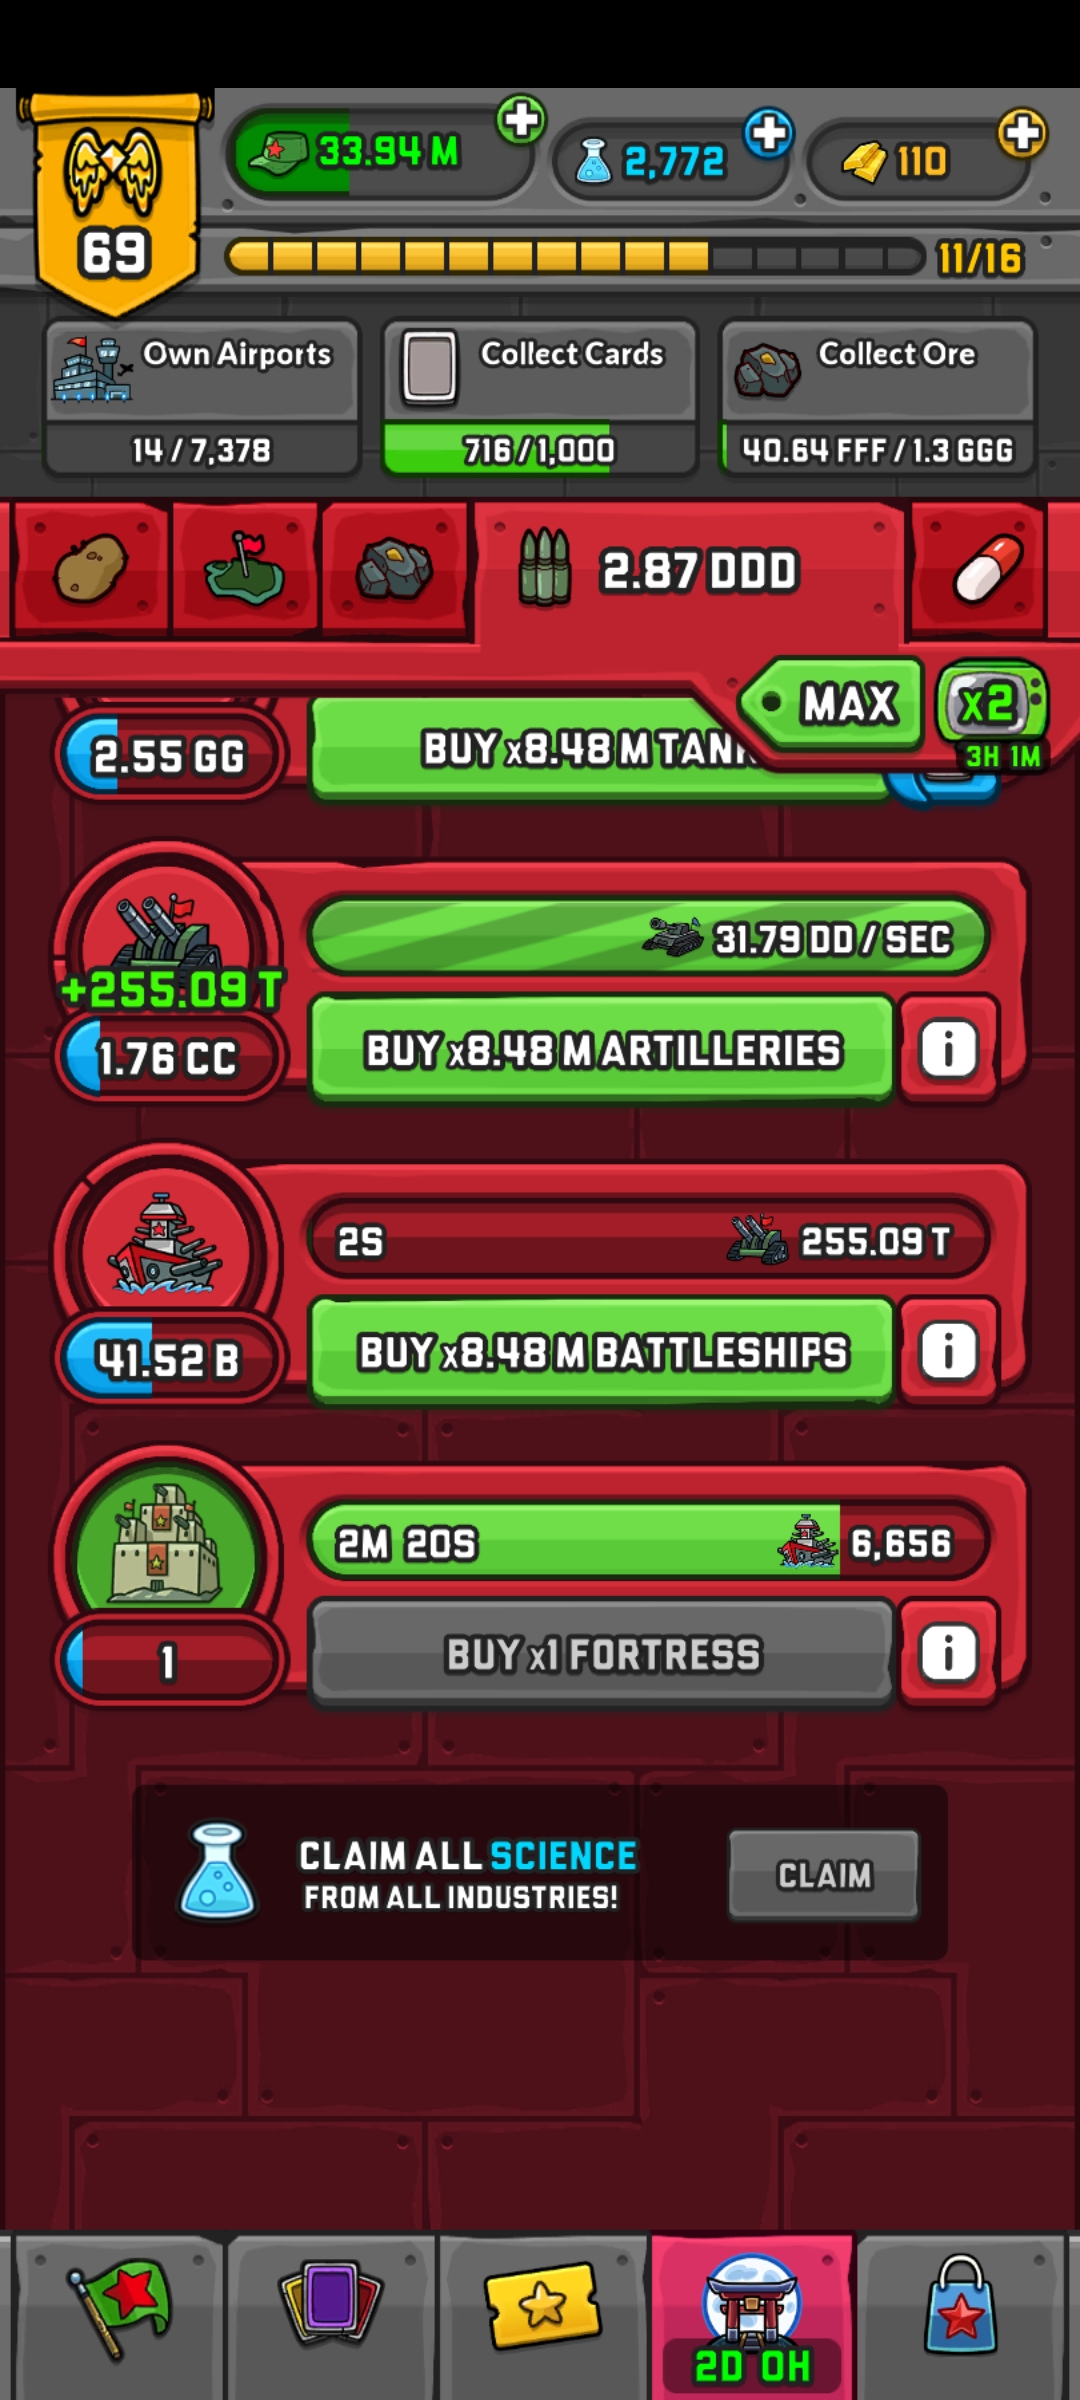 33.94 M
2,772
110
69
11/16
Own Airports
Collect Cards
Collect Ore
14 / 7,378
716 / 1,000
40.64 FFF / 1.3 GGG
2.87 DDD
MAX
x2
3H 1M
2.55 GG
BUY x8.48 M
31.79 DD / SEC
+255.09 T
1.76 CC
BUY x8.48 M ARTILLERIES
i
2S
255.09 T
41.52 B
BUY x8.48 M BATTLESHIPS
i
2M 20S
6,656
1
BUY x1 FORTRESS
i
CLAIM ALL SCIENCE
FROM ALL INDUSTRIES!
CLAIM
2D 0H